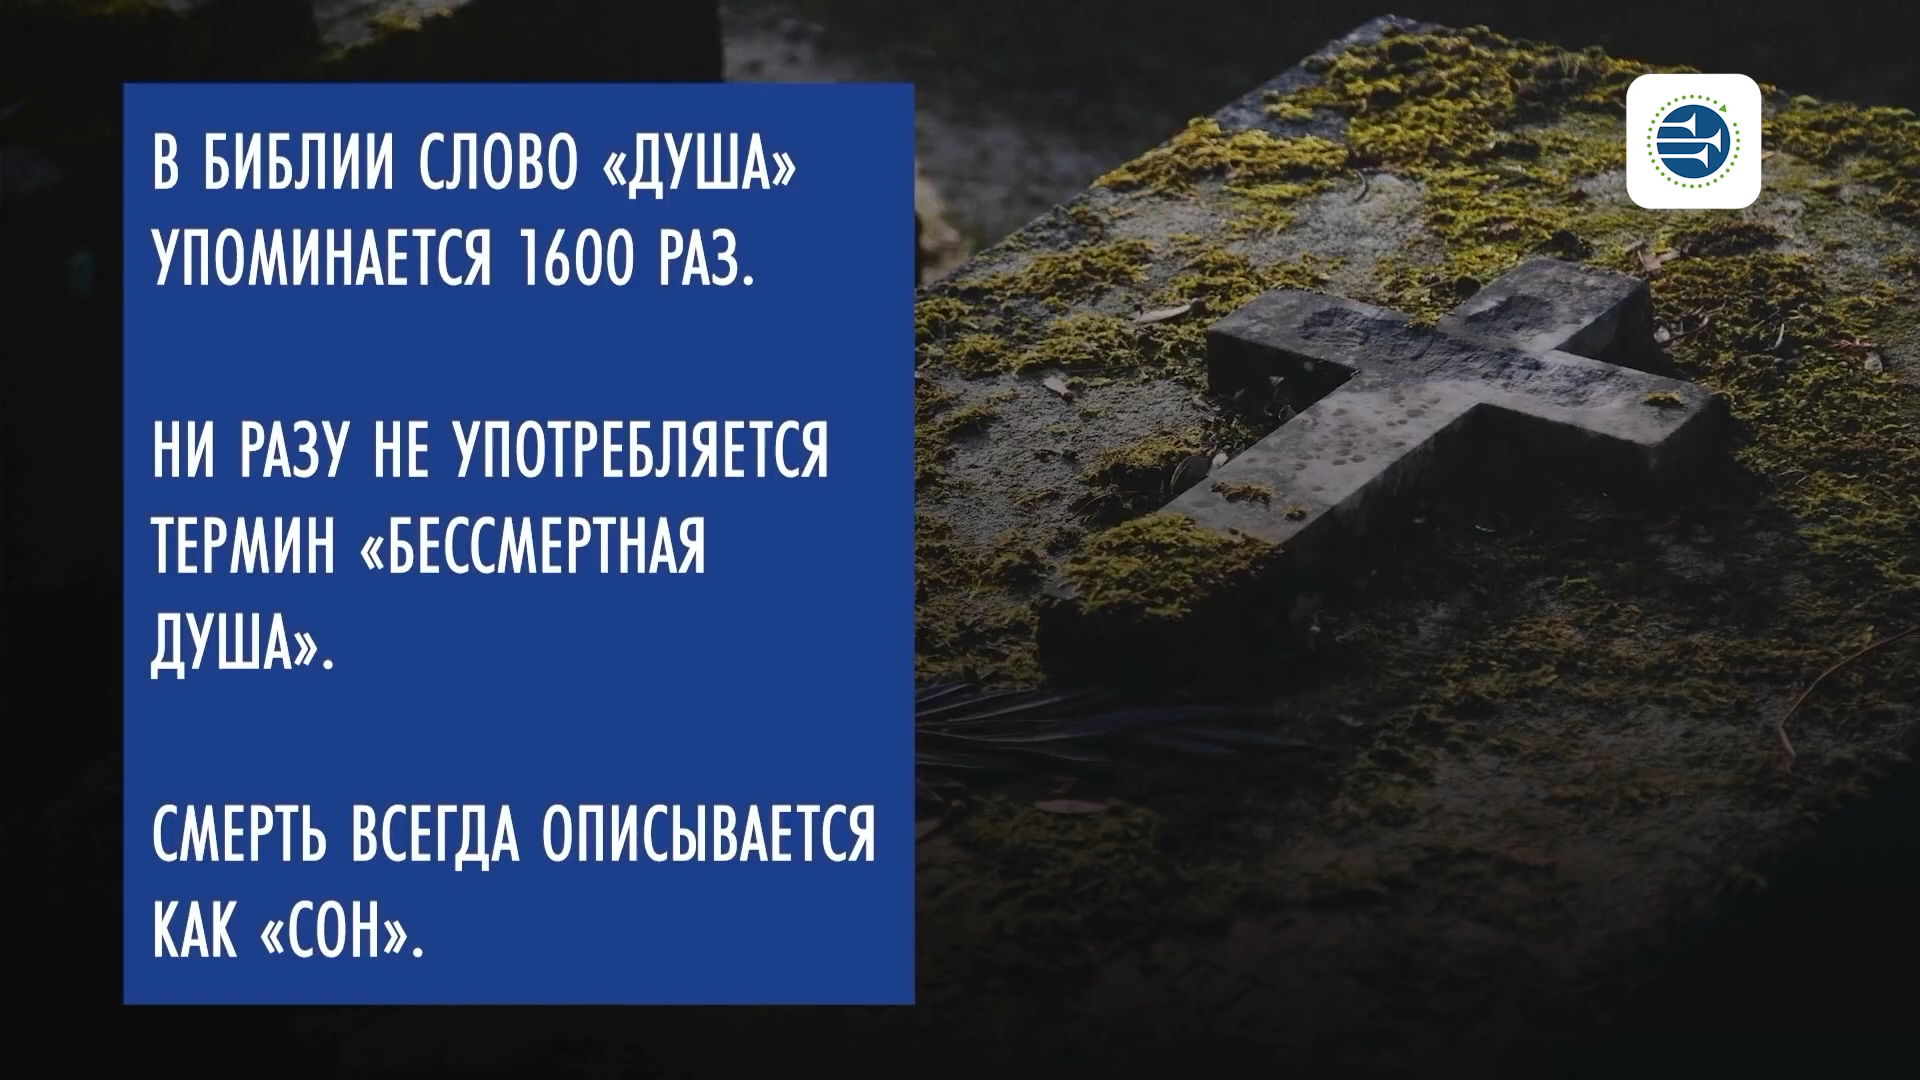 В БИБЛИИ СЛОВО «ДУША»
УПОМИНАЕТСЯ 1600 РАЗ.
НИ РАЗУ НЕ УПОТРЕБЛЯЕТСЯ
ТЕРМИН «БЕССМЕРТНАЯ
ДУША».
СМЕРТЬ ВСЕГДА ОПИСЫВАЕТСЯ
КАК «СОН».